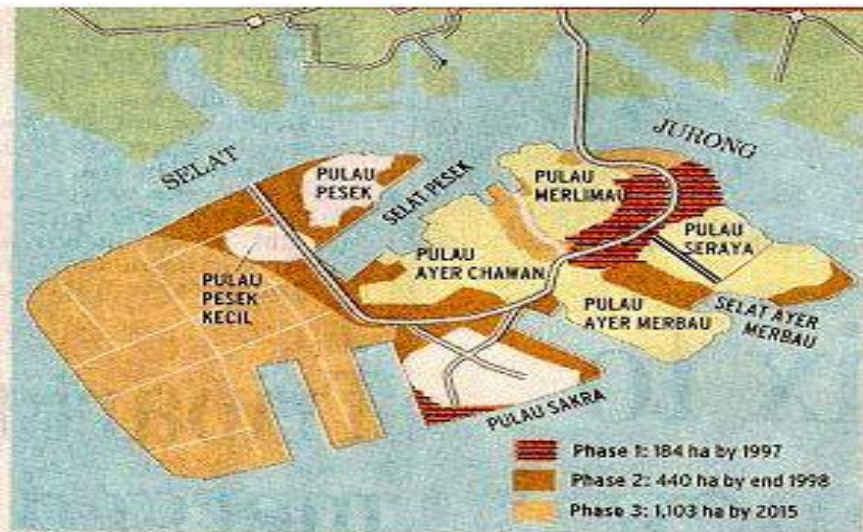 SELAT
JURONG
PULAU
PESEK
SELAT PESEK
PULAU
MERLIMAU
PULAU
SERAYA
PULAU
PESEK
KECIL
PULAU
AYER CHAWAN
PULAU
AYER MERBAU
SELAT AYER
MERBAU
PULAU SAKRA
Phase 1: 184 ha by 1997
Phase 2: 440 ha by end 1998
Phase 3: 1,103 ha by 2015